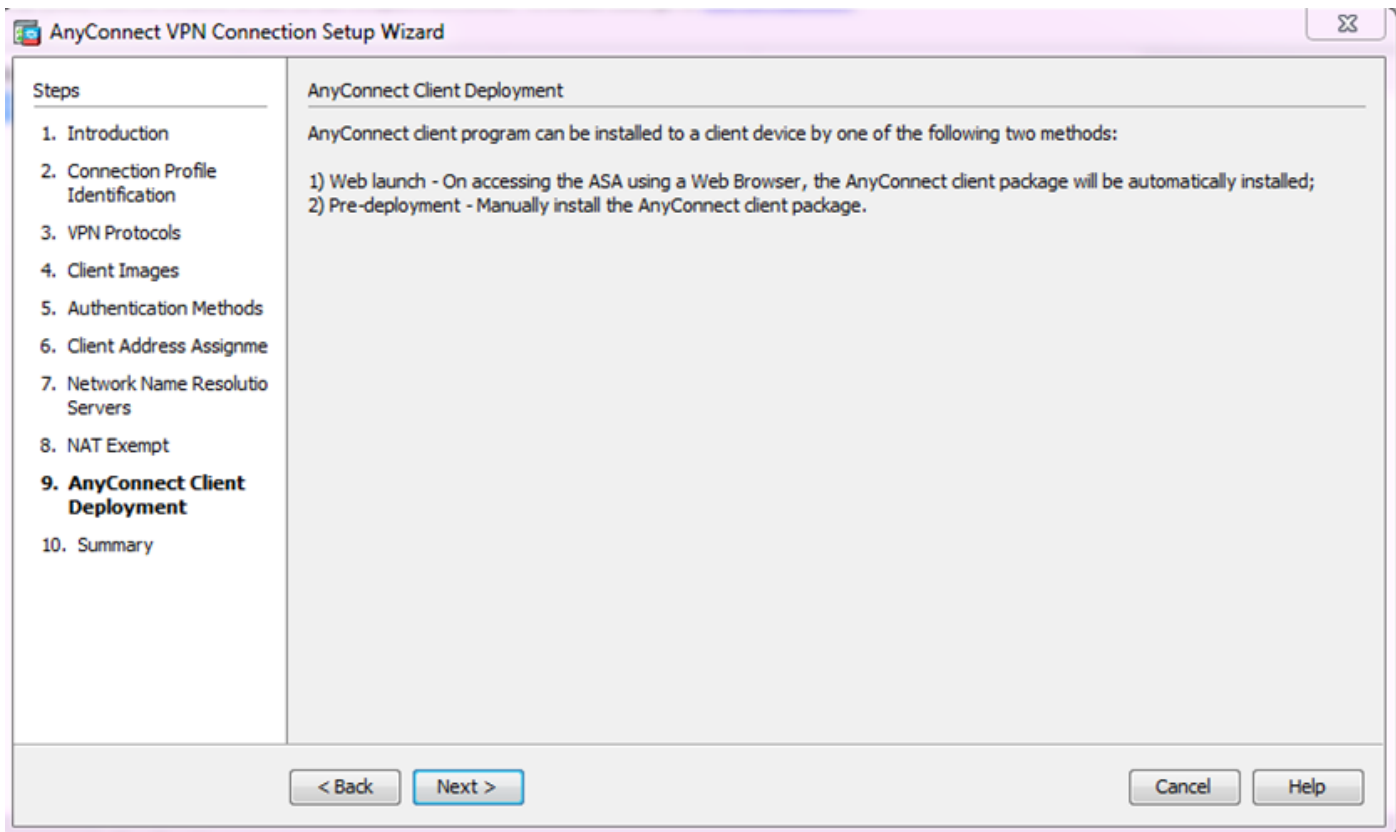 AnyConnect VPN Connection Setup Wizard
Steps
1. Introduction
2. Connection Profile
Identification
3. VPN Protocols
4. Client Images
5. Authentication Methods
6. Client Address Assignme
7. Network Name Resolutio
Servers
8. NAT Exempt
9. AnyConnect Client
Deployment
10. Summary
AnyConnect Client Deployment
AnyConnect client program can be installed to a client device by one of the following two methods:
1) Web launch - On accessing the ASA using a Web Browser, the AnyConnect client package will be automatically installed;
2) Pre-deployment - Manually install the AnyConnect client package.
< Back
Next >
Cancel
Help